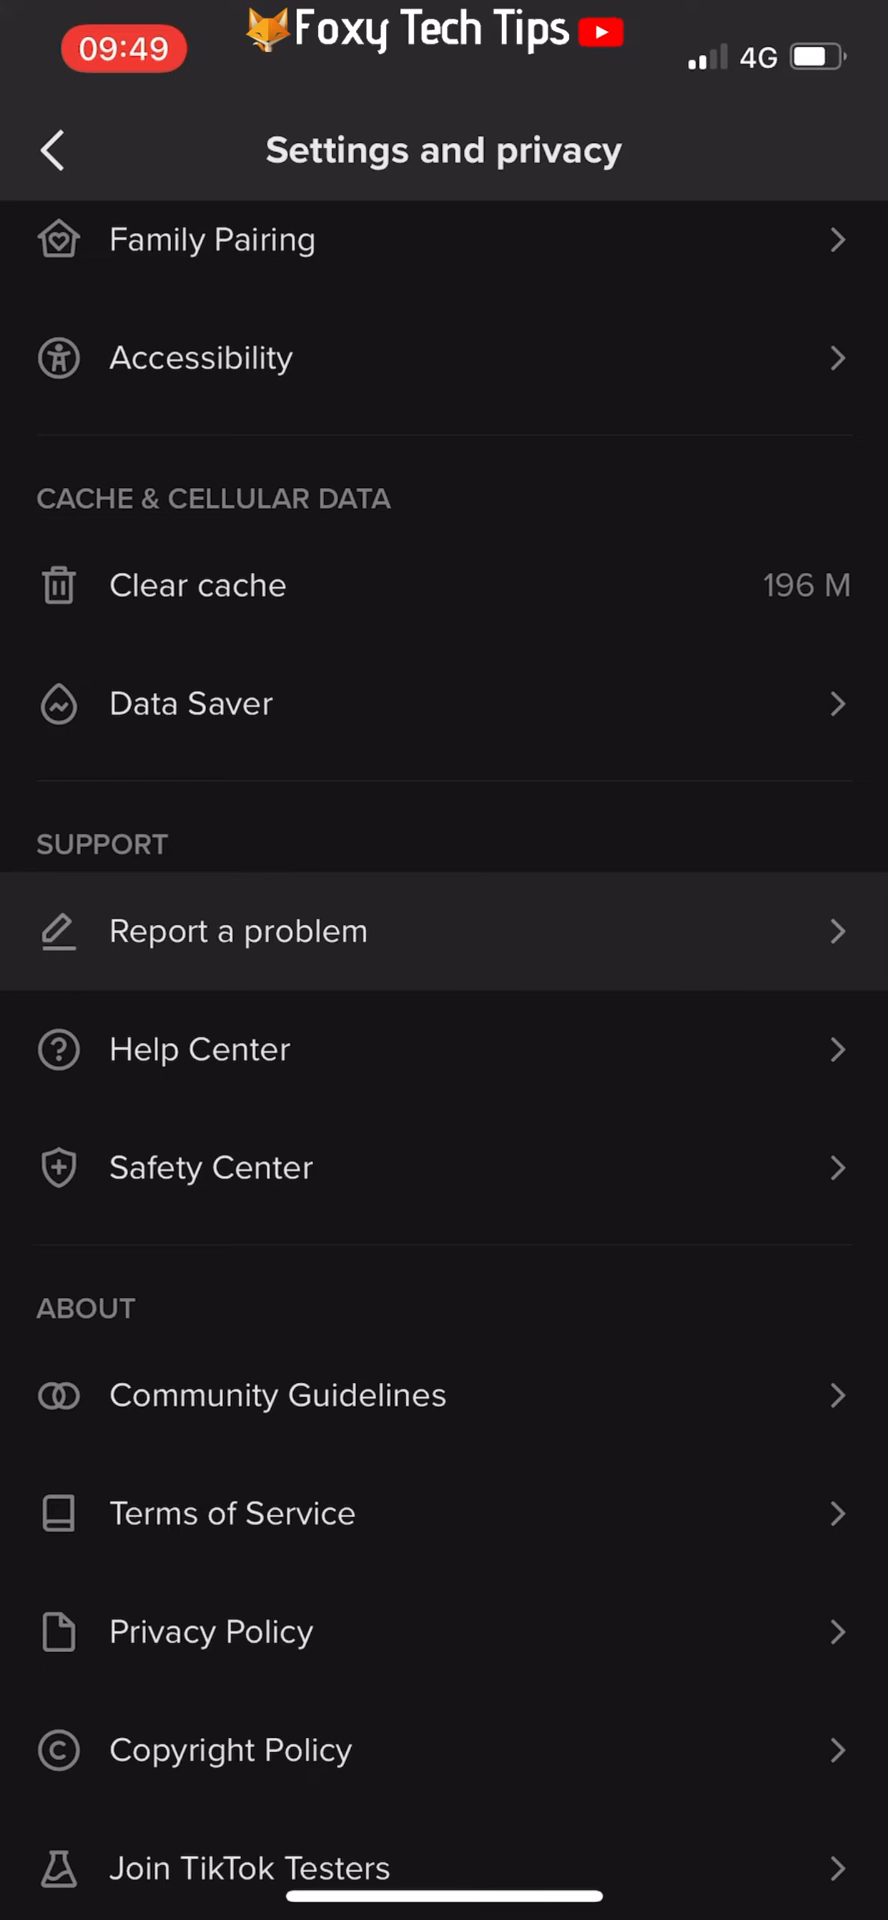 Foxy Tech Tips
09:49
4G
Settings and privacy
Family Pairing
Accessibility
CACHE & CELLULAR DATA
Clear cache 196 M
Data Saver
SUPPORT
Report a problem
Help Center
Safety Center
ABOUT
Community Guidelines
Terms of Service
Privacy Policy
Copyright Policy
Join TikTok Testers